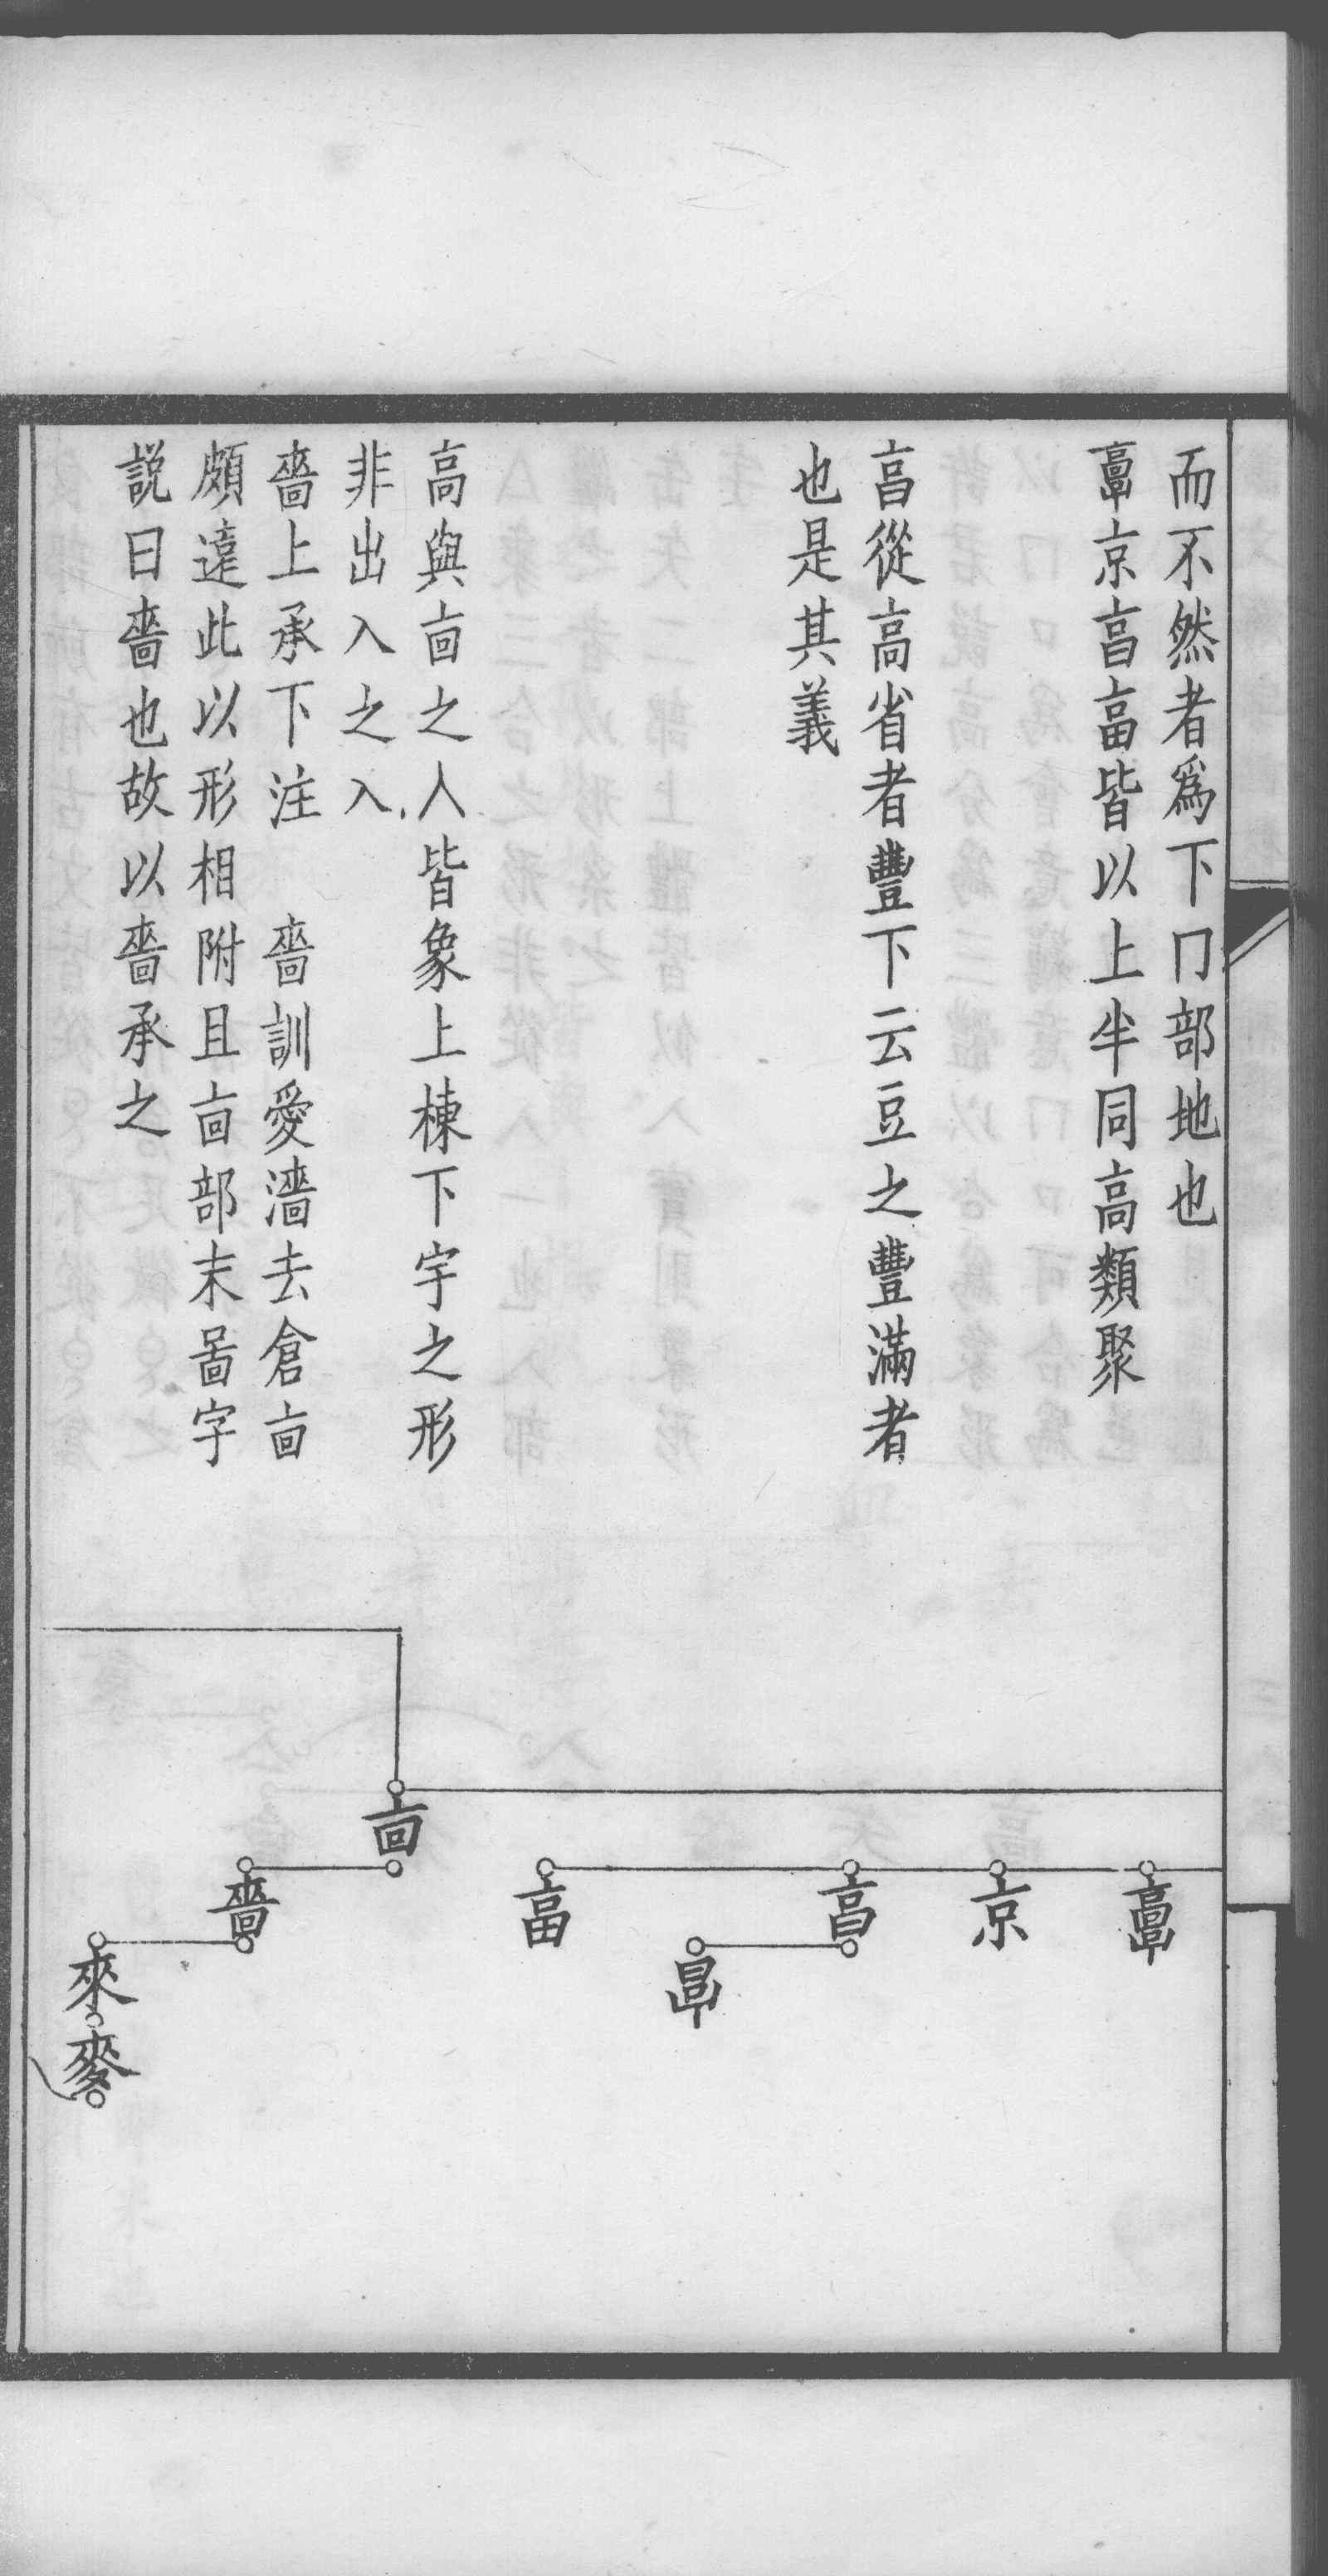 而不然者爲下冂部地也
𩫖京亯畗皆以上半同高類聚
亯從高省者豐下云豆之豐滿者
也是其義
高與㐭之人皆象上棟下宇之形
非出入之入
嗇上承下注　嗇訓愛濇去倉㐭
頗遠此以形相附且㐭部末啚字
説曰嗇也故以嗇承之
𩫖
京
亯
𣆪
畗
㐭
嗇
來
麥